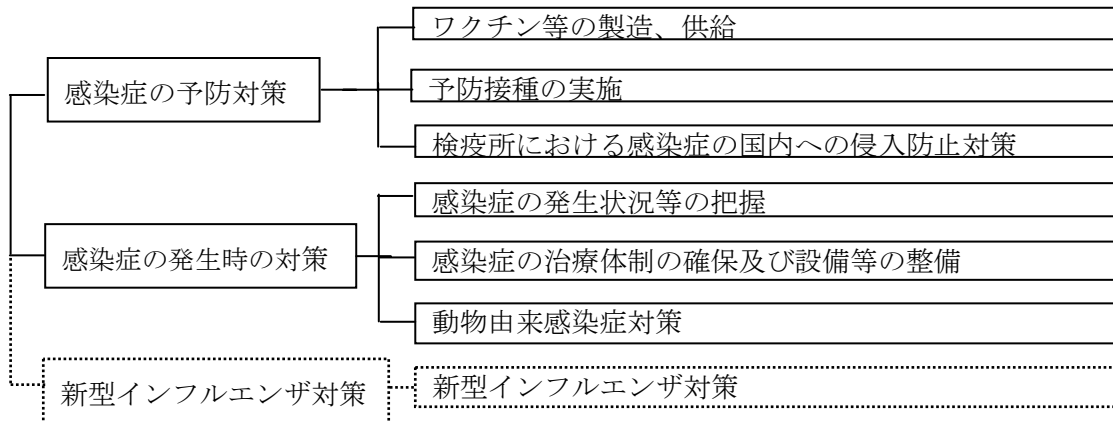 ワクチン等の製造、供給
感染症の予防対策
予防接種の実施
検疫所における感染症の国内への侵入防止対策
感染症の発生状況等の把握
感染症の発生時の対策
感染症の治療体制の確保及び設備等の整備
動物由来感染症対策
新型インフルエンザ対策
新型インフルエンザ対策